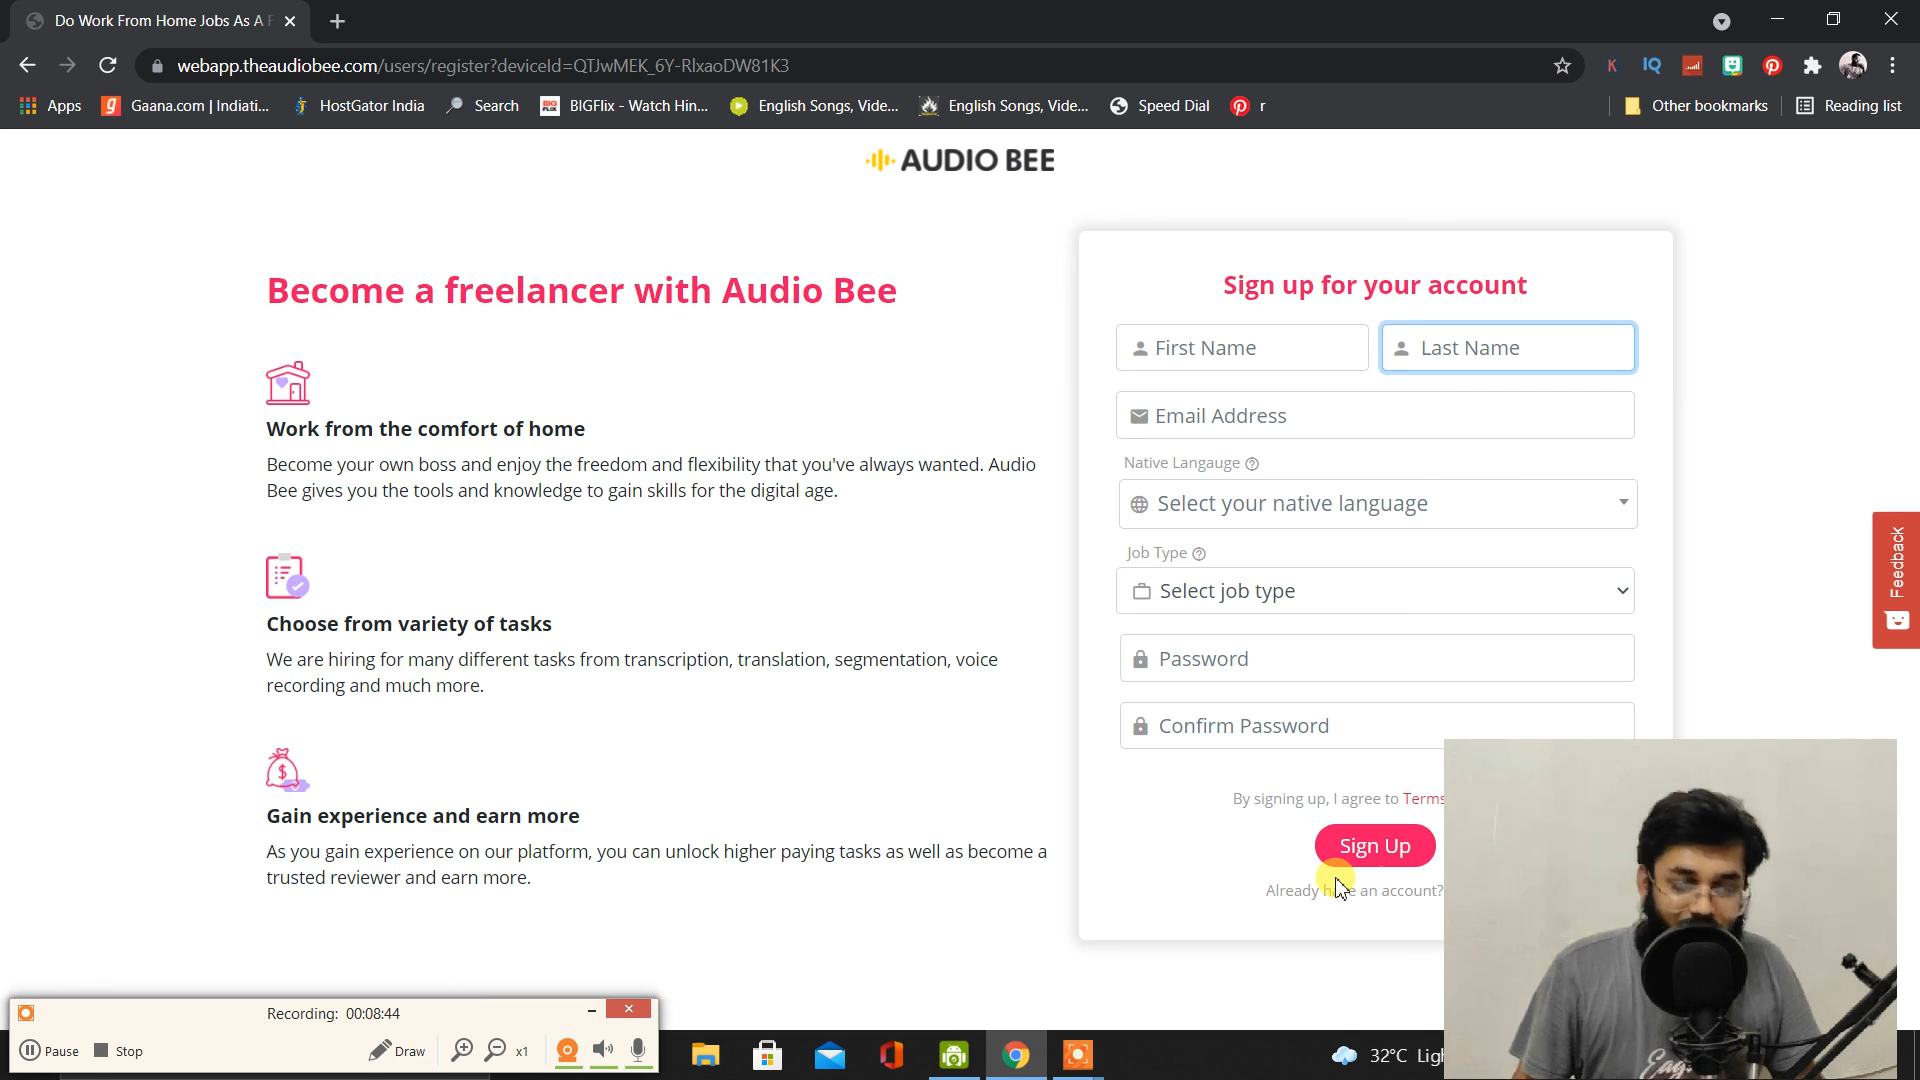 Do Work From Home Jobs As A F
webapp.theaudiobee.com/users/register?deviceId=QTJwMEK_6Y-RlxaoDW81K3
Apps
Gaana.com | Indiati...
HostGator India
Search
BIGFlix - Watch Hin...
English Songs, Vide...
English Songs, Vide...
Speed Dial
r
Other bookmarks
Reading list
AUDIO BEE
Become a freelancer with Audio Bee
Work from the comfort of home
Become your own boss and enjoy the freedom and flexibility that you've always wanted. Audio
Bee gives you the tools and knowledge to gain skills for the digital age.
Choose from variety of tasks
We are hiring for many different tasks from transcription, translation, segmentation, voice
recording and much more.
Gain experience and earn more
As you gain experience on our platform, you can unlock higher paying tasks as well as become a
trusted reviewer and earn more.
Sign up for your account
First Name
Last Name
Email Address
Native Langauge
Select your native language
Job Type
Select job type
Password
Confirm Password
By signing up, I agree to Terms
Sign Up
Already have an account?
Feedback
Recording: 00:08:44
Pause
Stop
Draw
x1
32°C Ligh